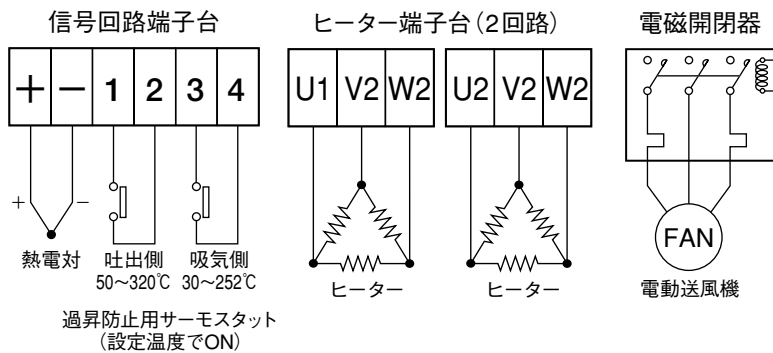 信号回路端子台
ヒーター端子台(2回路)
電磁開閉器
+ − 1 2 3 4
U1 V2 W2
U2 V2 W2
+ −
熱電対
吐出側
50〜320℃
吸気側
30〜252℃
過昇防止用サーモスタット
(設定温度でON)
ヒーター
ヒーター
FAN
電動送風機